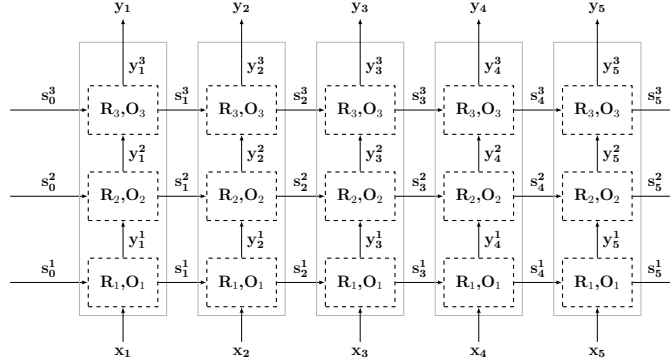 y₁ y₂ y₃ y₄ y₅
y₁³ y₂³ y₃³ y₄³ y₅³
s₀³ s₁³ s₂³ s₃³ s₄³ s₅³
R₃,O₃ R₃,O₃ R₃,O₃ R₃,O₃ R₃,O₃
y₁² y₂² y₃² y₄² y₅²
s₀² s₁² s₂² s₃² s₄² s₅²
R₂,O₂ R₂,O₂ R₂,O₂ R₂,O₂ R₂,O₂
y₁¹ y₂¹ y₃¹ y₄¹ y₅¹
s₀¹ s₁¹ s₂¹ s₃¹ s₄¹ s₅¹
R₁,O₁ R₁,O₁ R₁,O₁ R₁,O₁ R₁,O₁
x₁ x₂ x₃ x₄ x₅